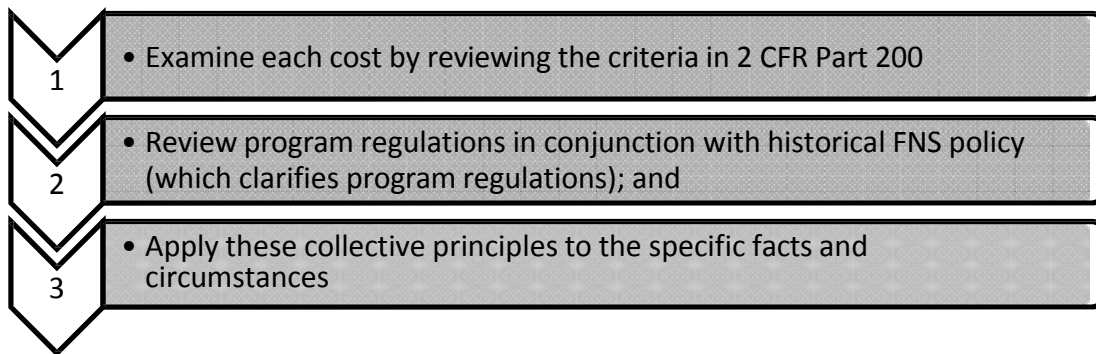 1
• Examine each cost by reviewing the criteria in 2 CFR Part 200
2
• Review program regulations in conjunction with historical FNS policy
(which clarifies program regulations); and
3
• Apply these collective principles to the specific facts and
circumstances